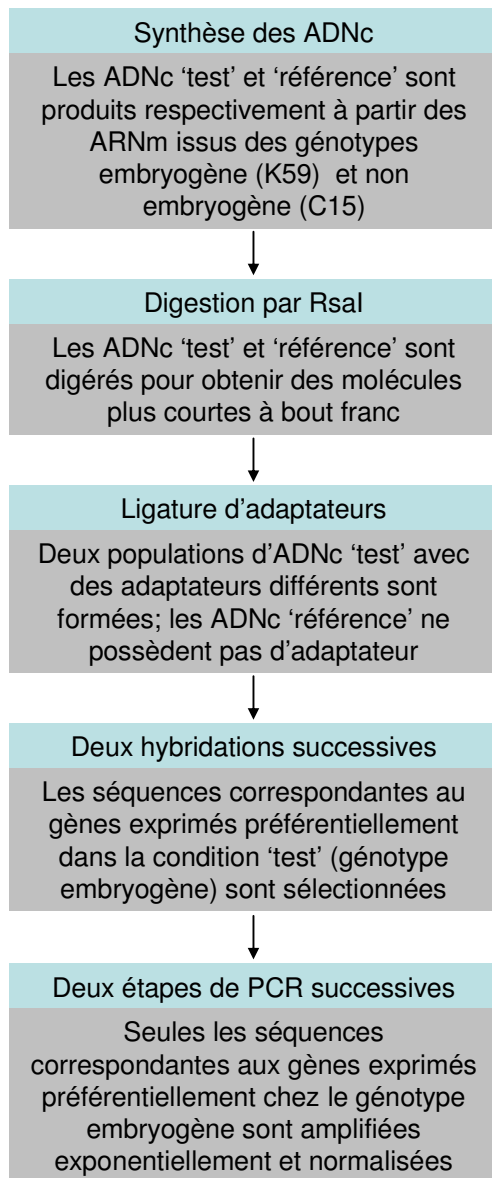 Synthèse des ADNc
Les ADNc ‘test’ et ‘référence’ sont
produits respectivement à partir des
ARNm issus des génotypes
embryogène (K59) et non
embryogène (C15)
Digestion par RsaI
Les ADNc ‘test’ et ‘référence’ sont
digérés pour obtenir des molécules
plus courtes à bout franc
Ligature d’adaptateurs
Deux populations d’ADNc ‘test’ avec
des adaptateurs différents sont
formées; les ADNc ‘référence’ ne
possèdent pas d’adaptateur
Deux hybridations successives
Les séquences correspondantes au
gènes exprimés préférentiellement
dans la condition ‘test’ (génotype
embryogène) sont sélectionnées
Deux étapes de PCR successives
Seules les séquences
correspondantes aux gènes exprimés
préférentiellement chez le génotype
embryogène sont amplifiées
exponentiellement et normalisées